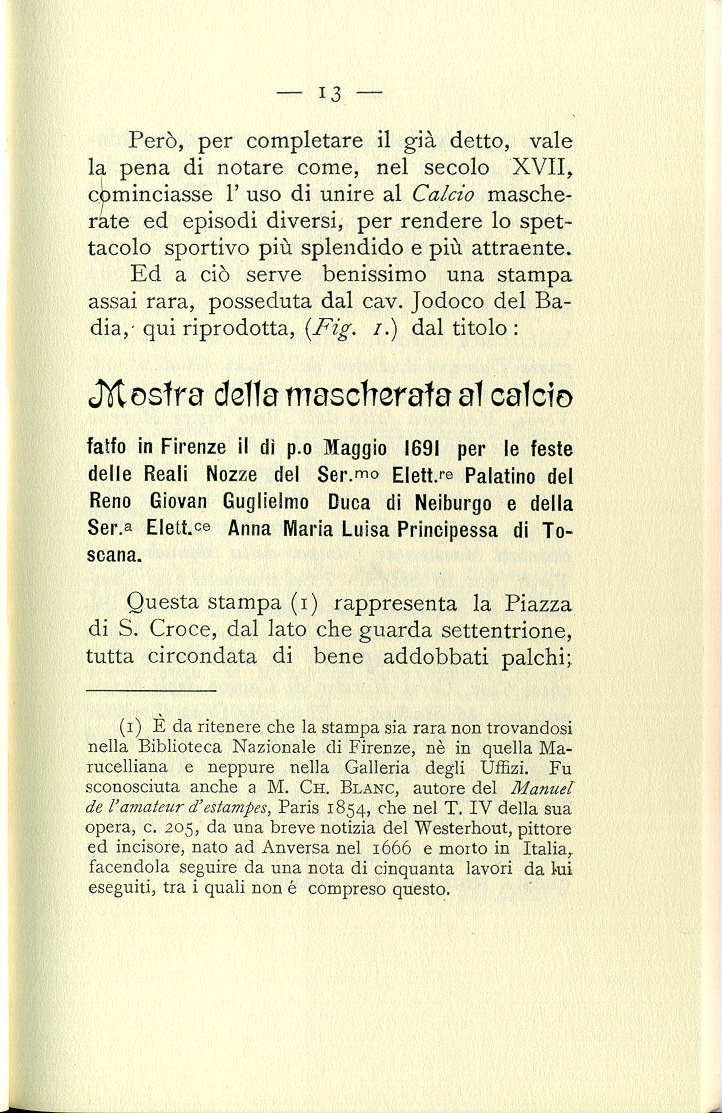 — 13 —
Però, per completare il già detto, vale
la pena di notare come, nel secolo XVII,
cominciasse l' uso di unire al Calcio masche-
rate ed episodi diversi, per rendere lo spet-
tacolo sportivo più splendido e più attraente.
Ed a ciò serve benissimo una stampa
assai rara, posseduta dal cav. Jodoco del Ba-
dia, qui riprodotta, (Fig. 1.) dal titolo :
Mostra della mascherata al calcio
fatto in Firenze il dì p.o Maggio 1691 per le feste
delle Reali Nozze del Ser.mo Elett.re Palatino del
Reno Giovan Guglielmo Duca di Neiburgo e della
Ser.a Elett.ce Anna Maria Luisa Principessa di To-
scana.
Questa stampa (1) rappresenta la Piazza
di S. Croce, dal lato che guarda settentrione,
tutta circondata di bene addobbati palchi;
(1) È da ritenere che la stampa sia rara non trovandosi
nella Biblioteca Nazionale di Firenze, nè in quella Ma-
rucelliana e neppure nella Galleria degli Uffizi. Fu
sconosciuta anche a M. CH. BLANC, autore del Manuel
de l'amateur d'estampes, Paris 1854, che nel T. IV della sua
opera, c. 205, da una breve notizia del Westerhout, pittore
ed incisore, nato ad Anversa nel 1666 e morto in Italia,
facendola seguire da una nota di cinquanta lavori da lui
eseguiti, tra i quali non é compreso questo.